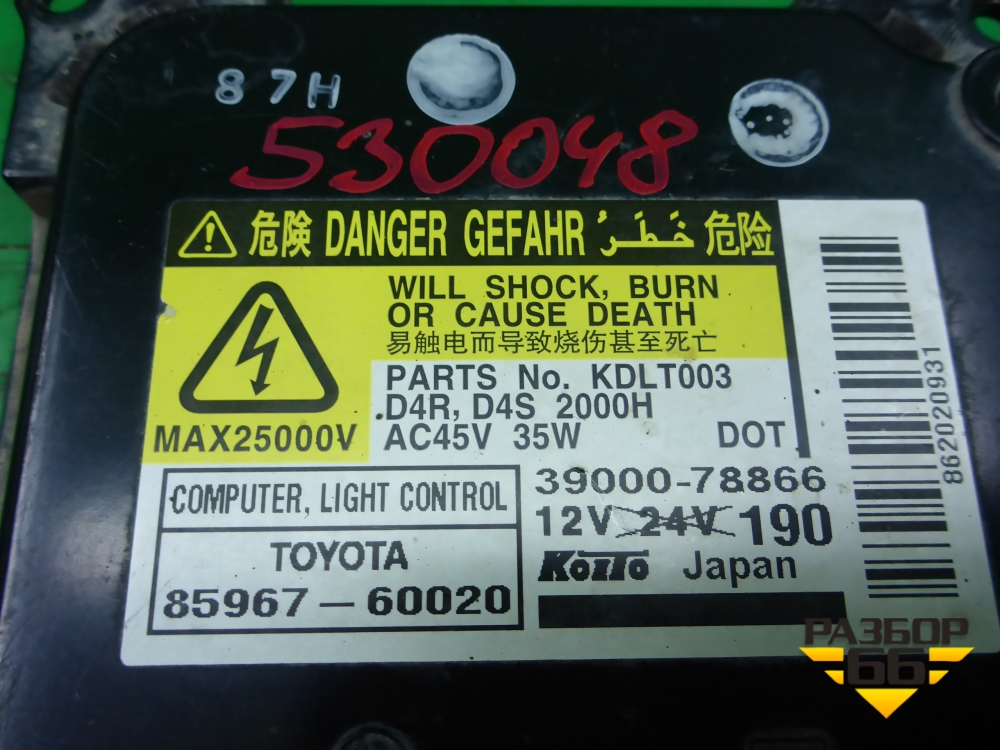 87H
530048
危険 DANGER GEFAHR خَطَرْ 危险
WILL SHOCK, BURN
OR CAUSE DEATH
易触电而导致烧伤甚至死亡
MAX25000V
PARTS No. KDLT003
D4R, D4S 2000H
AC45V 35W DOT
862020931
COMPUTER, LIGHT CONTROL
TOYOTA
85967-60020
39000-78866
12V 24V 190
KOITO Japan
РАЗБОР
66